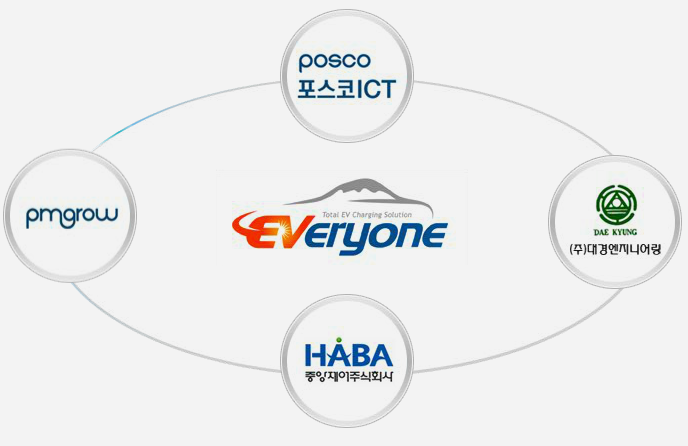 posco
포스코ICT
pmgrow
Total EV Charging Solution
EVeryone
DAE KYUNG
(주)대경엔지니어링
HABA
중앙제어주식회사